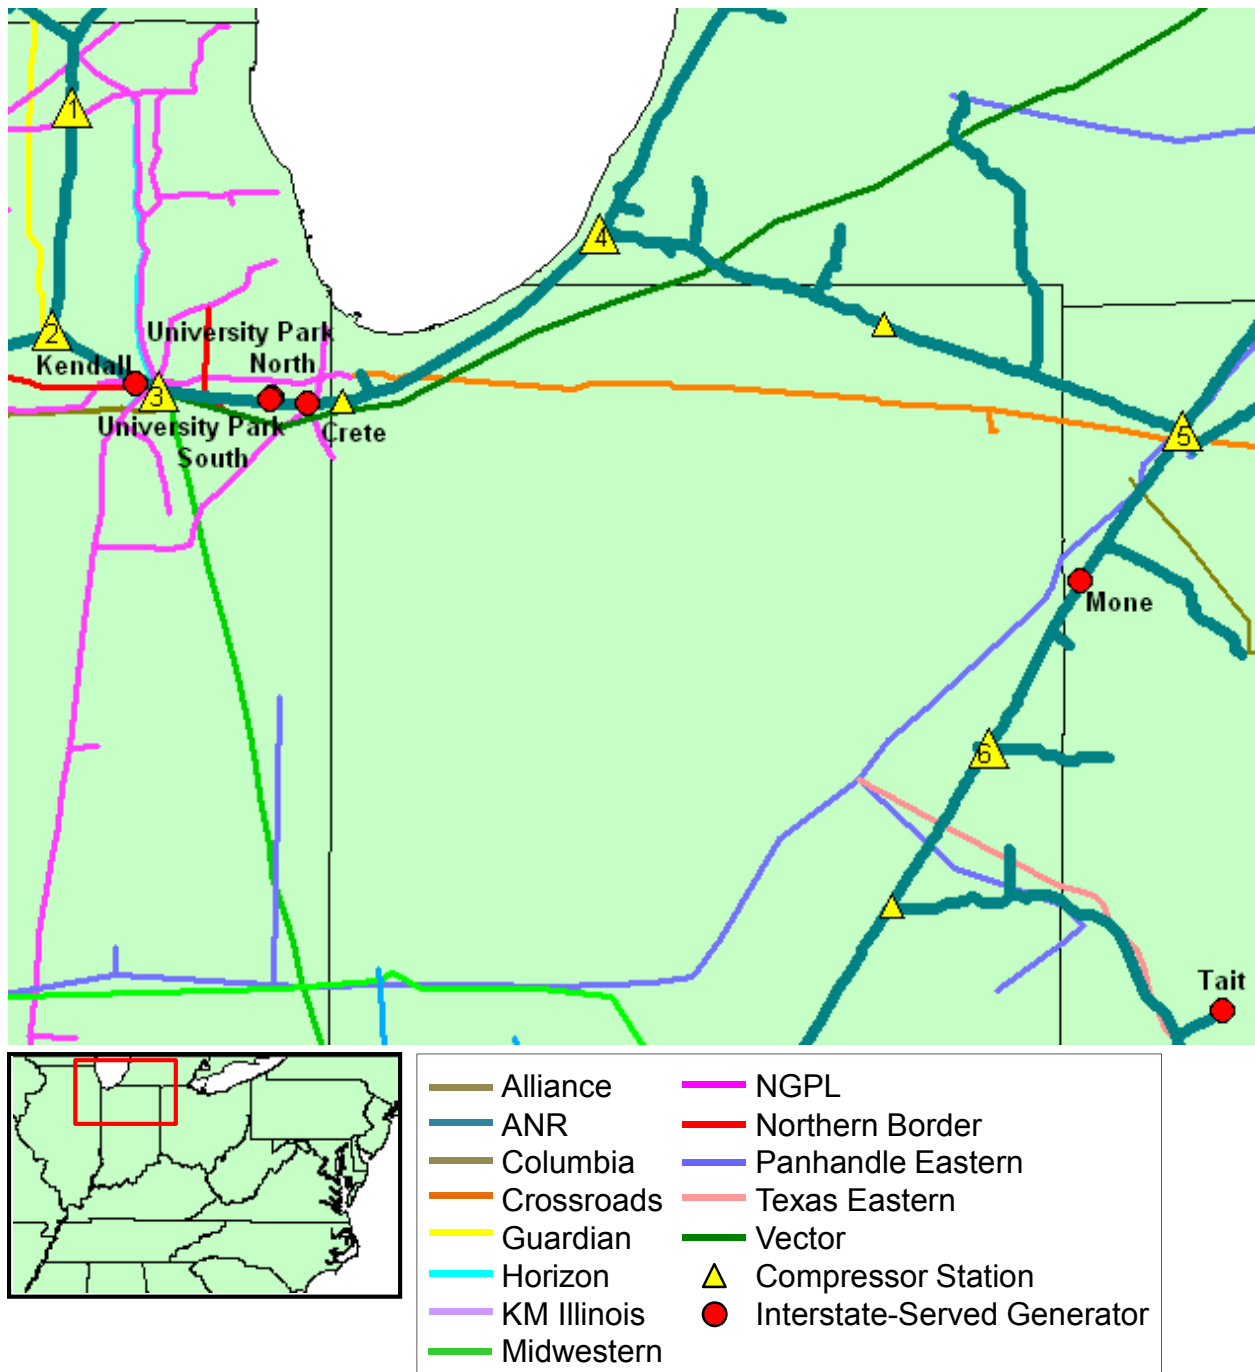 1
4
2
University Park
North
Kendall
3
University Park
South
Crete
5
Mone
6
Tait
Alliance
ANR
Columbia
Crossroads
Guardian
Horizon
KM Illinois
Midwestern
NGPL
Northern Border
Panhandle Eastern
Texas Eastern
Vector
Compressor Station
Interstate-Served Generator